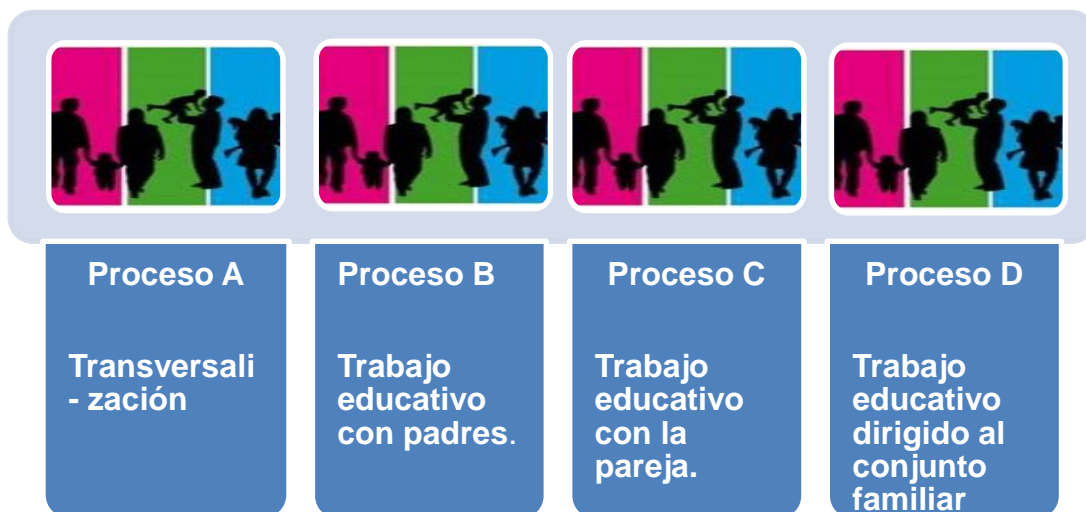 Proceso A
Transversali
- zación
Proceso B
Trabajo
educativo
con padres.
Proceso C
Trabajo
educativo
con la
pareja.
Proceso D
Trabajo
educativo
dirigido al
conjunto
familiar